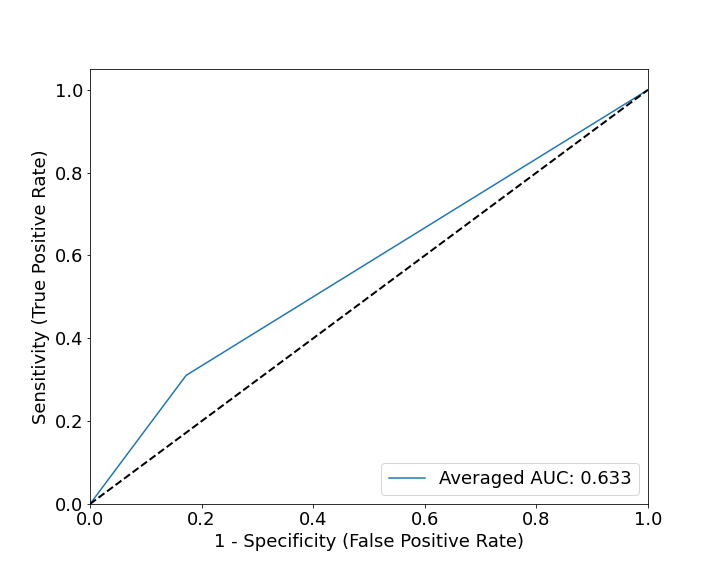 1.0
0.8
0.6
0.4
0.2
0.0
Sensitivity (True Positive Rate)
Averaged AUC: 0.633
0.0 0.2 0.4 0.6 0.8 1.0
1 - Specificity (False Positive Rate)